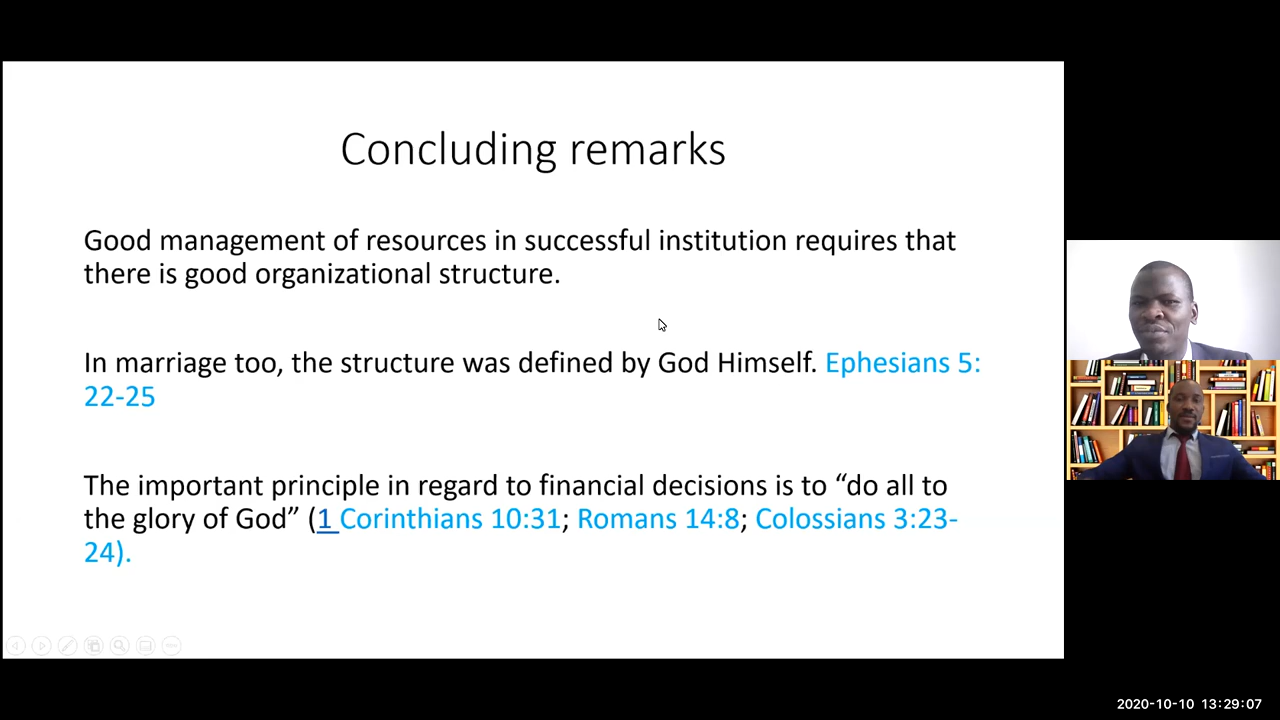 Concluding remarks
Good management of resources in successful institution requires that
there is good organizational structure.
In marriage too, the structure was defined by God Himself. Ephesians 5:
22-25
The important principle in regard to financial decisions is to “do all to
the glory of God” (1 Corinthians 10:31; Romans 14:8; Colossians 3:23-
24).
2020-10-10 13:29:07